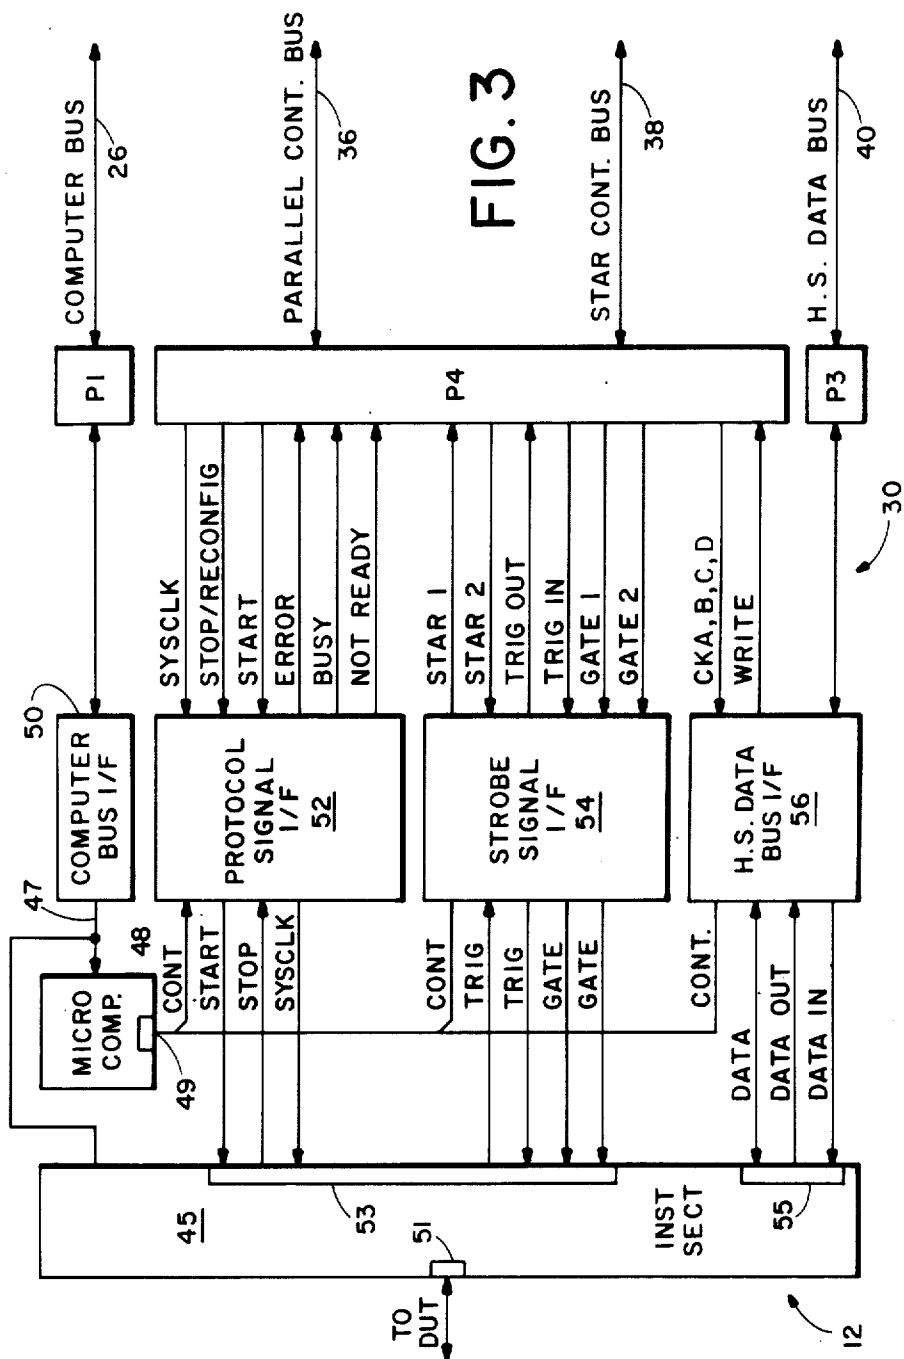 COMPUTER BUS
26
PARALLEL CONT. BUS
36
FIG. 3
STAR CONT. BUS
38
H.S. DATA BUS
40
P1
P4
P3
30
SYSCLK
STOP/RECONFIG
START
ERROR
BUSY
NOT READY
STAR 1
STAR 2
TRIG OUT
TRIG IN
GATE 1
GATE 2
CKA,B,C,D
WRITE
50
COMPUTER
BUS I/F
PROTOCOL
SIGNAL
I/F
52
STROBE
SIGNAL
I/F
54
H.S. DATA
BUS I/F
56
47
48
MICRO
COMP.
49
CONT
START
STOP
SYSCLK
CONT
TRIG
TRIG
GATE
GATE
CONT.
DATA
DATA OUT
DATA IN
45
53
51
INST
SECT
55
TO
DUT
12